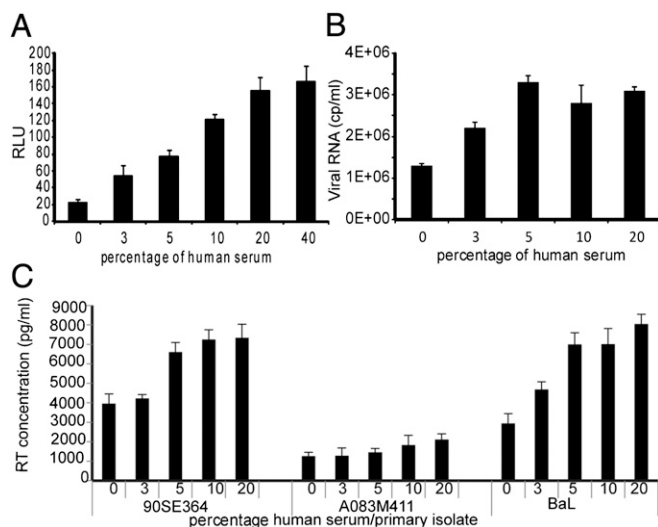 A
200
180
160
140
120
100
80
60
40
20
0
RLU
0 3 5 10 20 40
percentage of human serum
B
4E+06
3E+06
2E+06
1E+06
0E+00
Viral RNA (cp/ml)
0 3 5 10 20
percentage of human serum
C
9000
8000
7000
6000
5000
4000
3000
2000
1000
0
RT concentration (pg/ml)
0 3 5 10 20 0 3 5 10 20 0 3 5 10 20
90SE364 A083M411 BaL
percentage human serum/primary isolate